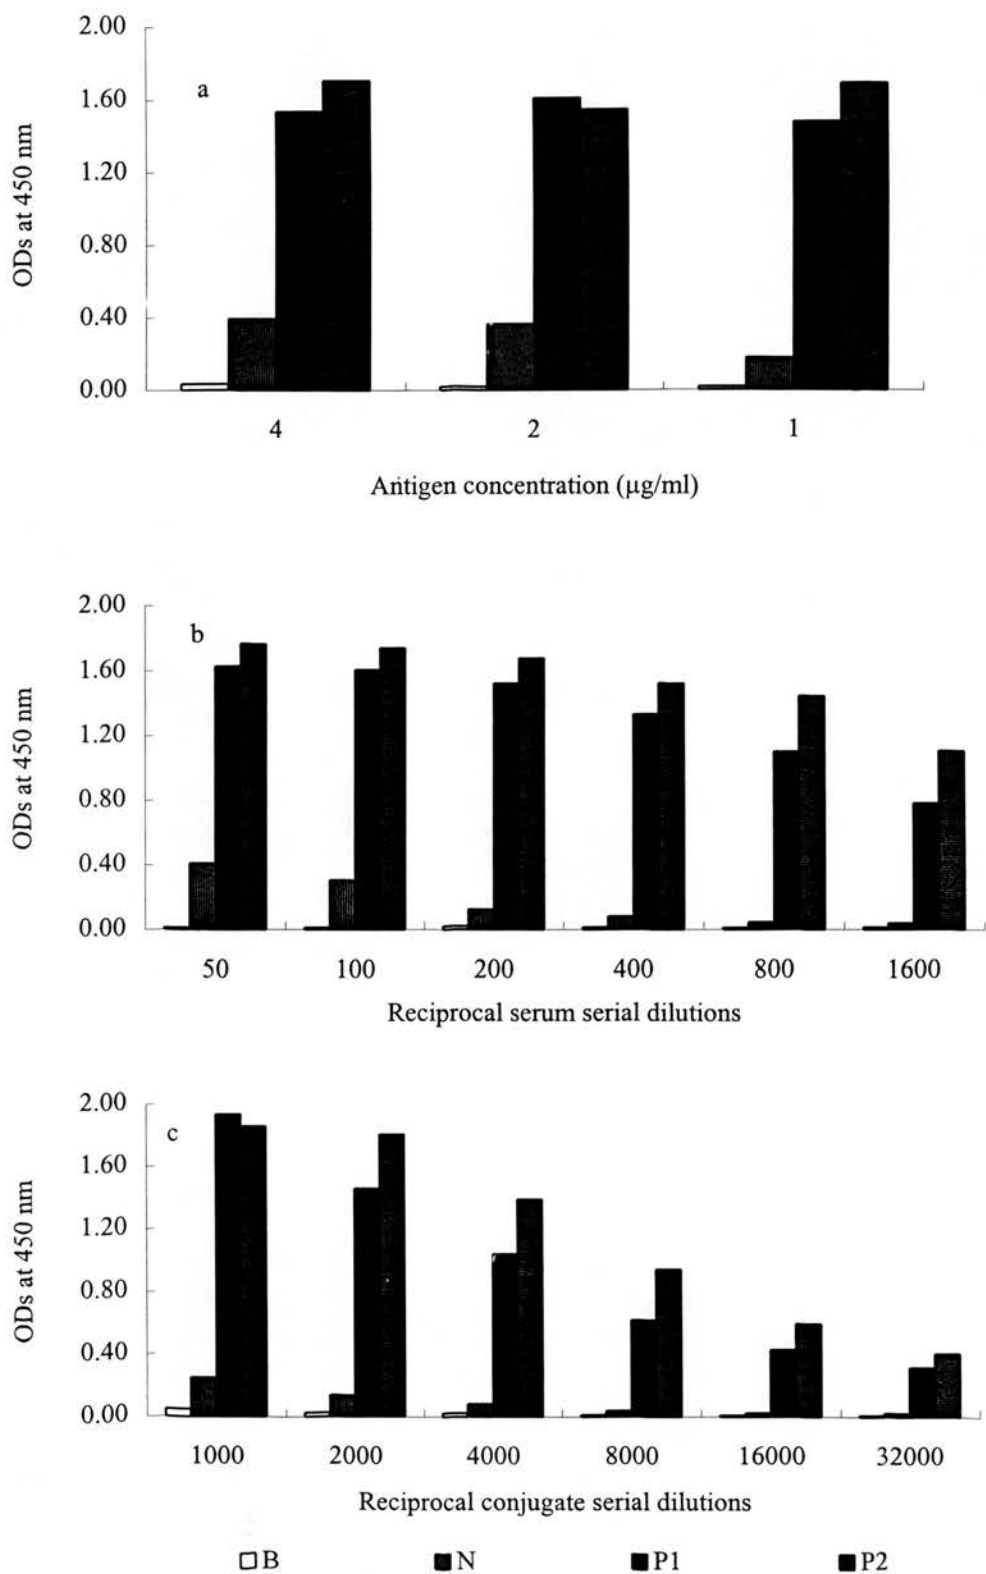 2.00
a
1.60
1.20
0.80
0.40
0.00
ODs at 450 nm
4 2 1
Antigen concentration (µg/ml)
2.00
b
1.60
1.20
0.80
0.40
0.00
ODs at 450 nm
50 100 200 400 800 1600
Reciprocal serum serial dilutions
2.00
c
1.60
1.20
0.80
0.40
0.00
ODs at 450 nm
1000 2000 4000 8000 16000 32000
Reciprocal conjugate serial dilutions
B N P1 P2